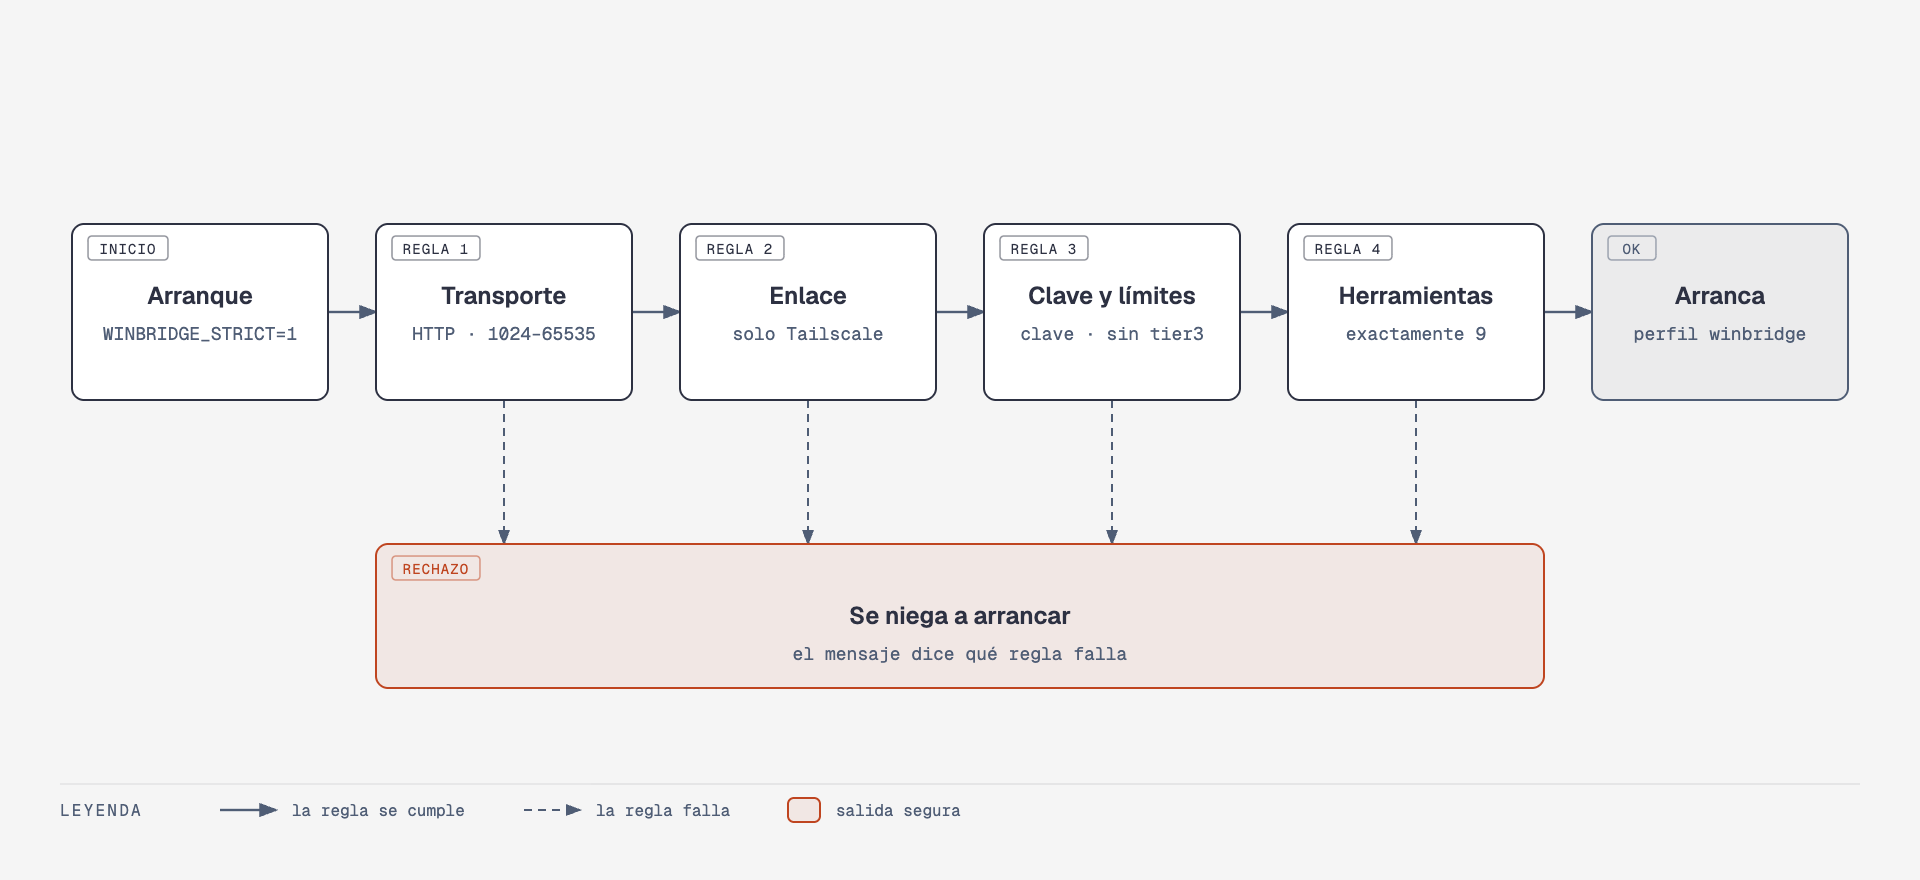 INICIO
Arranque
WINBRIDGE_STRICT=1
REGLA 1
Transporte
HTTP · 1024-65535
REGLA 2
Enlace
solo Tailscale
REGLA 3
Clave y límites
clave · sin tier3
REGLA 4
Herramientas
exactamente 9
OK
Arranca
perfil winbridge
RECHAZO
Se niega a arrancar
el mensaje dice qué regla falla
LEYENDA
la regla se cumple
la regla falla
salida segura